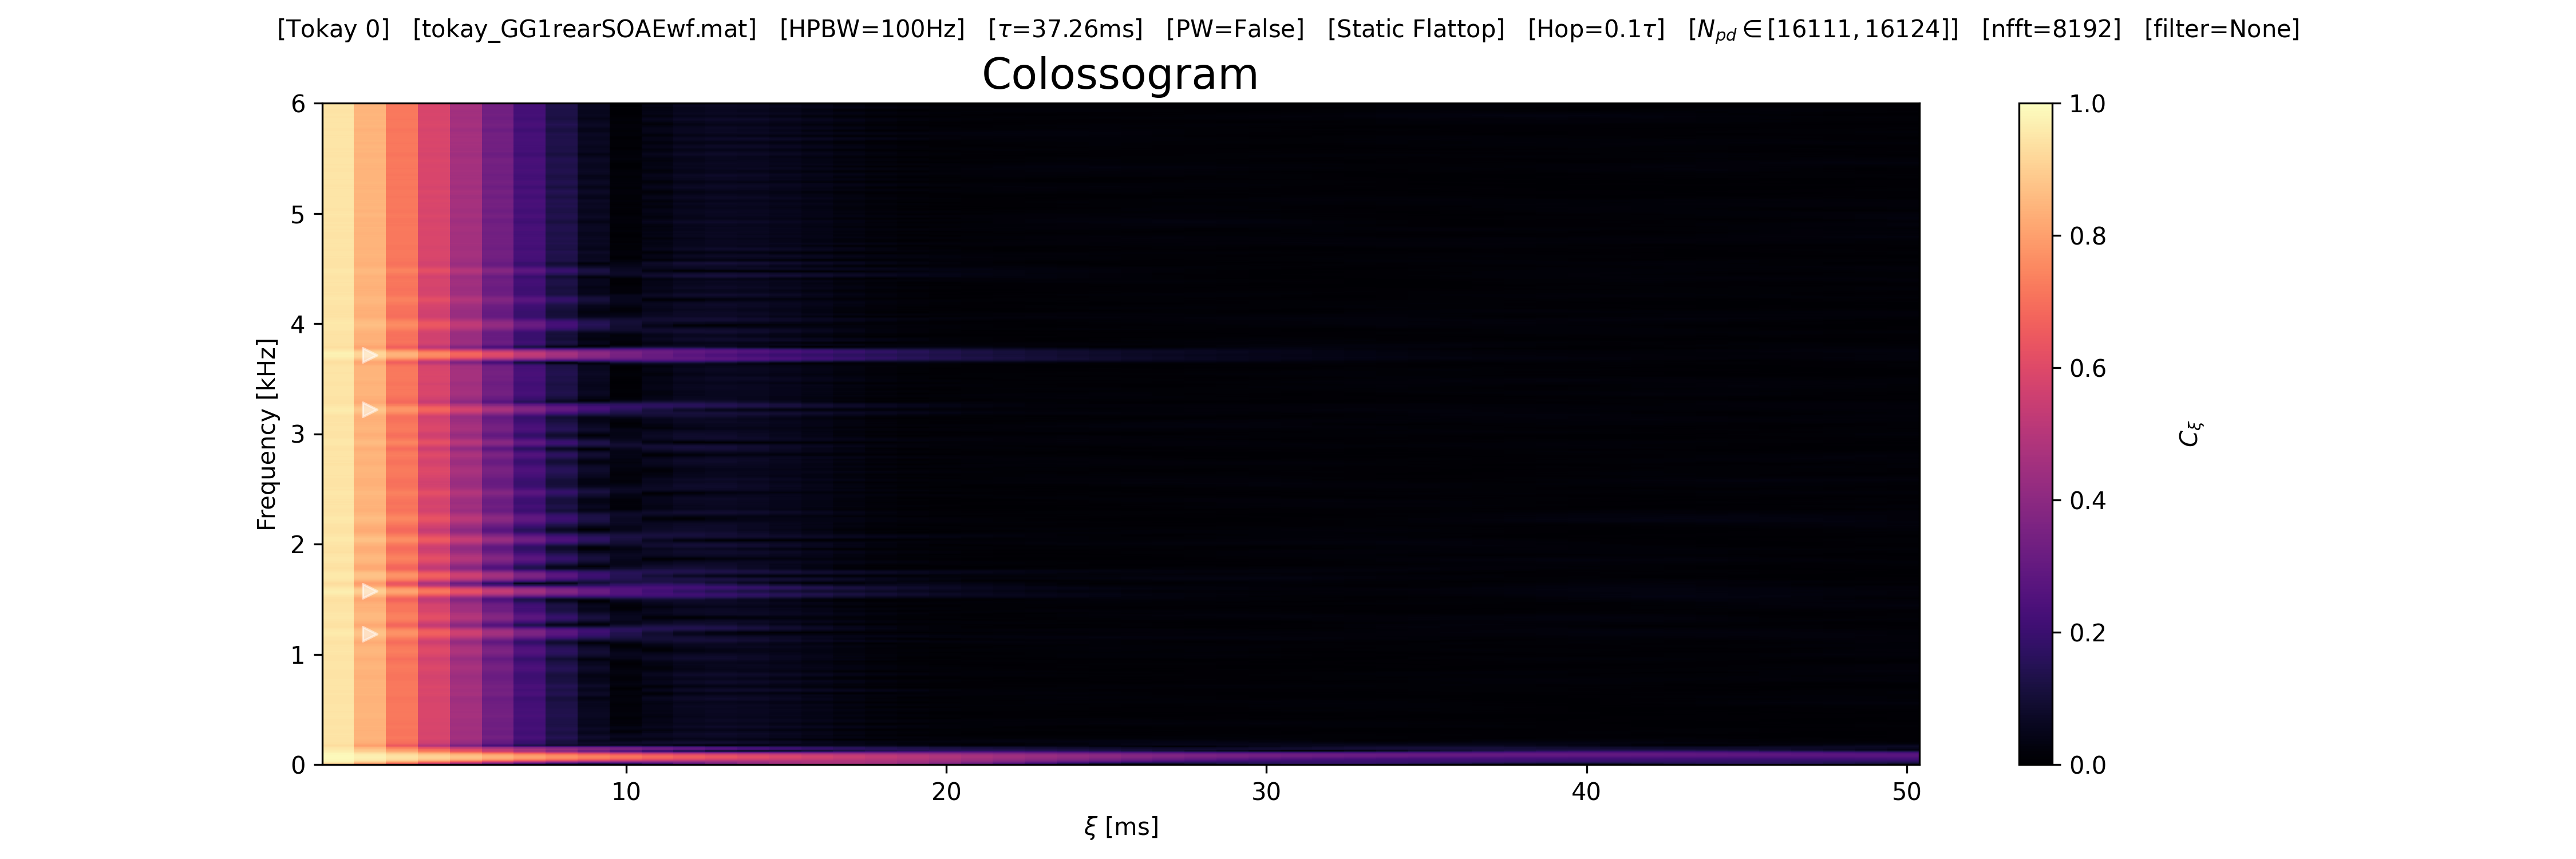 [Tokay 0] [tokay_GG1rearSOAEwf.mat] [HPBW=100Hz] [τ=37.26ms] [PW=False] [Static Flattop] [Hop=0.1τ] [N_pd ∈ [16111, 16124]] [nfft=8192] [filter=None]
Colossogram
6
5
4
3
2
1
0
Frequency [kHz]
10 20 30 40 50
ξ [ms]
1.0
0.8
0.6
0.4
0.2
0.0
C_ξ